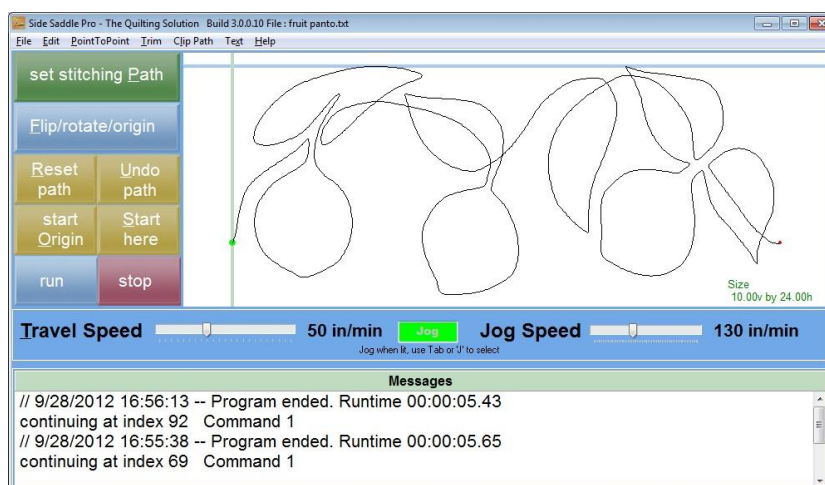 Side Saddle Pro - The Quilting Solution   Build 3.0.0.10 File : fruit panto.txt
File Edit PointToPoint Trim Clip Path Text Help
set stitching Path
Flip/rotate/origin
Reset path
Undo path
start Origin
Start here
run
stop
Size
10.00v by 24.00h
Travel Speed
50 in/min
Jog
Jog Speed
130 in/min
Jog when lit, use Tab or 'J' to select
Messages
// 9/28/2012 16:56:13 -- Program ended. Runtime 00:00:05.43
continuing at index 92   Command 1
// 9/28/2012 16:55:38 -- Program ended. Runtime 00:00:05.65
continuing at index 69   Command 1